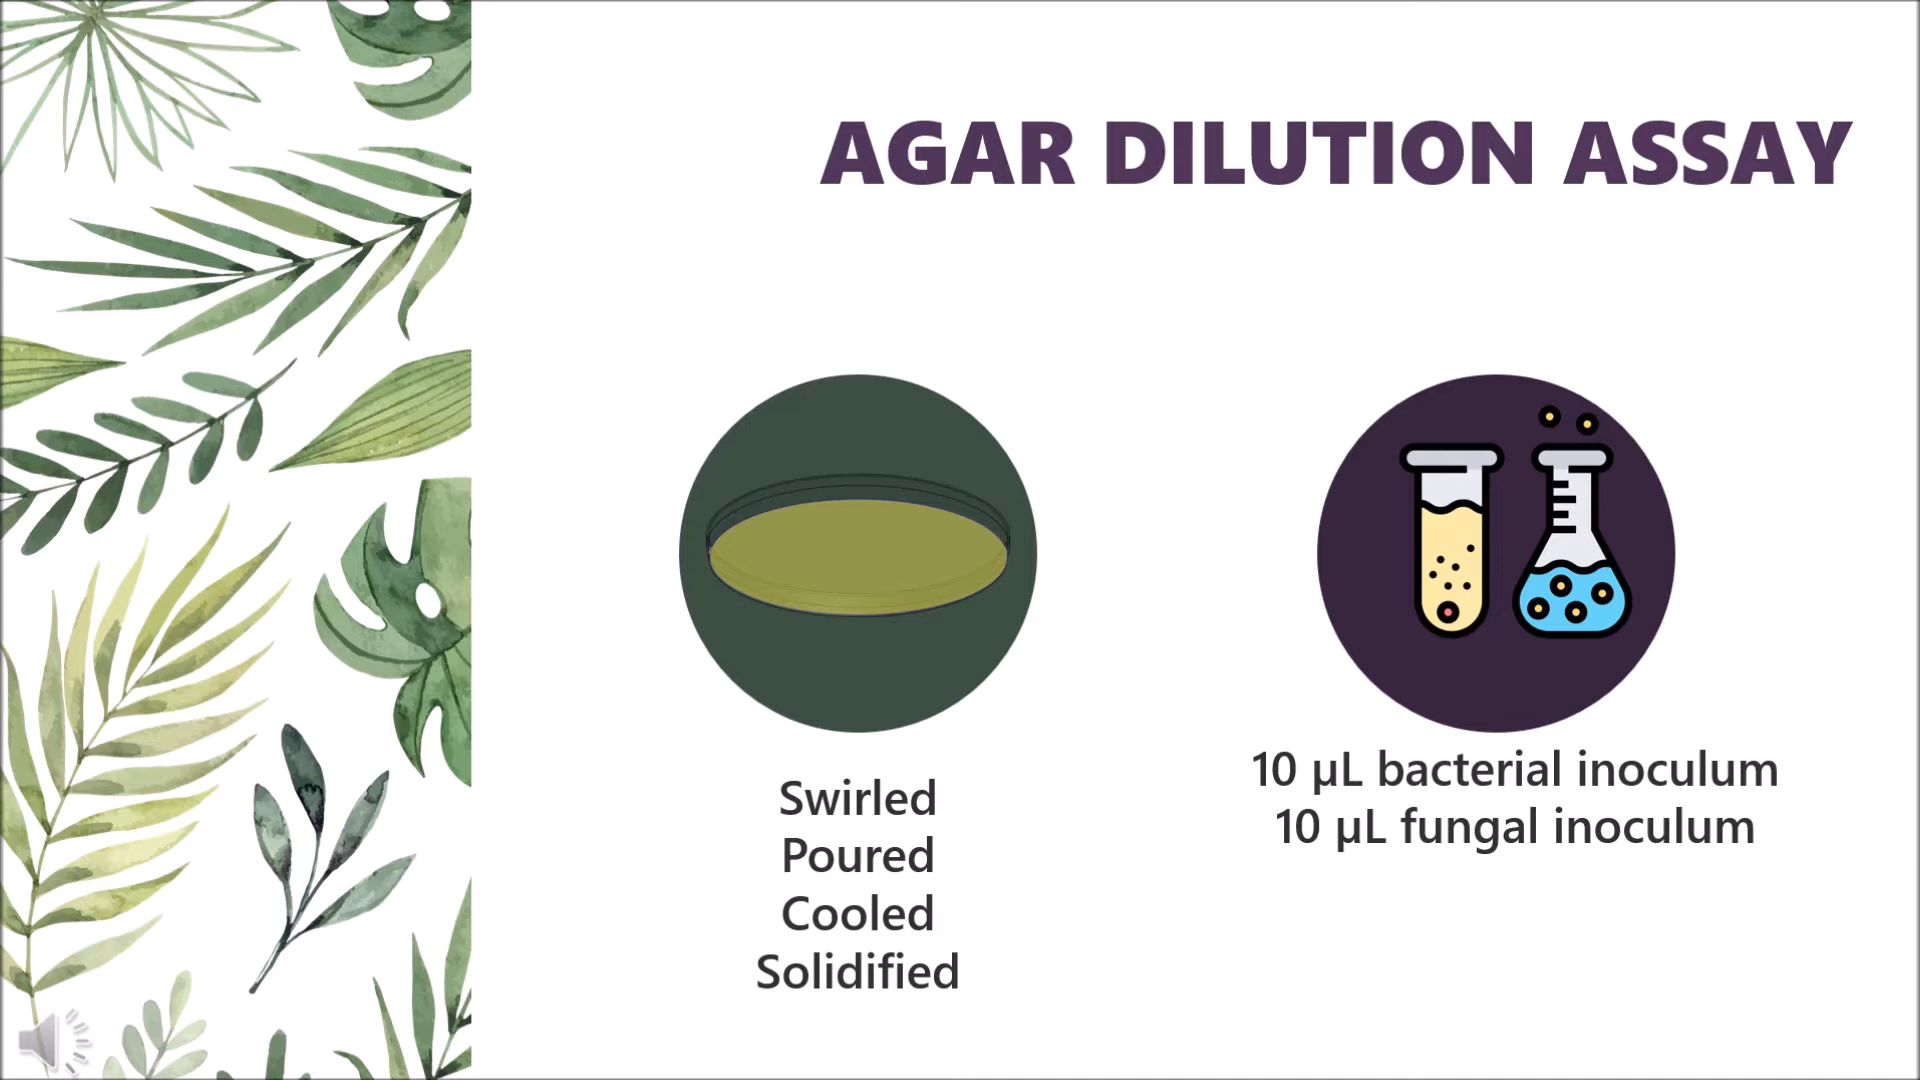 AGAR DILUTION ASSAY
Swirled
Poured
Cooled
Solidified
10 µL bacterial inoculum
10 µL fungal inoculum